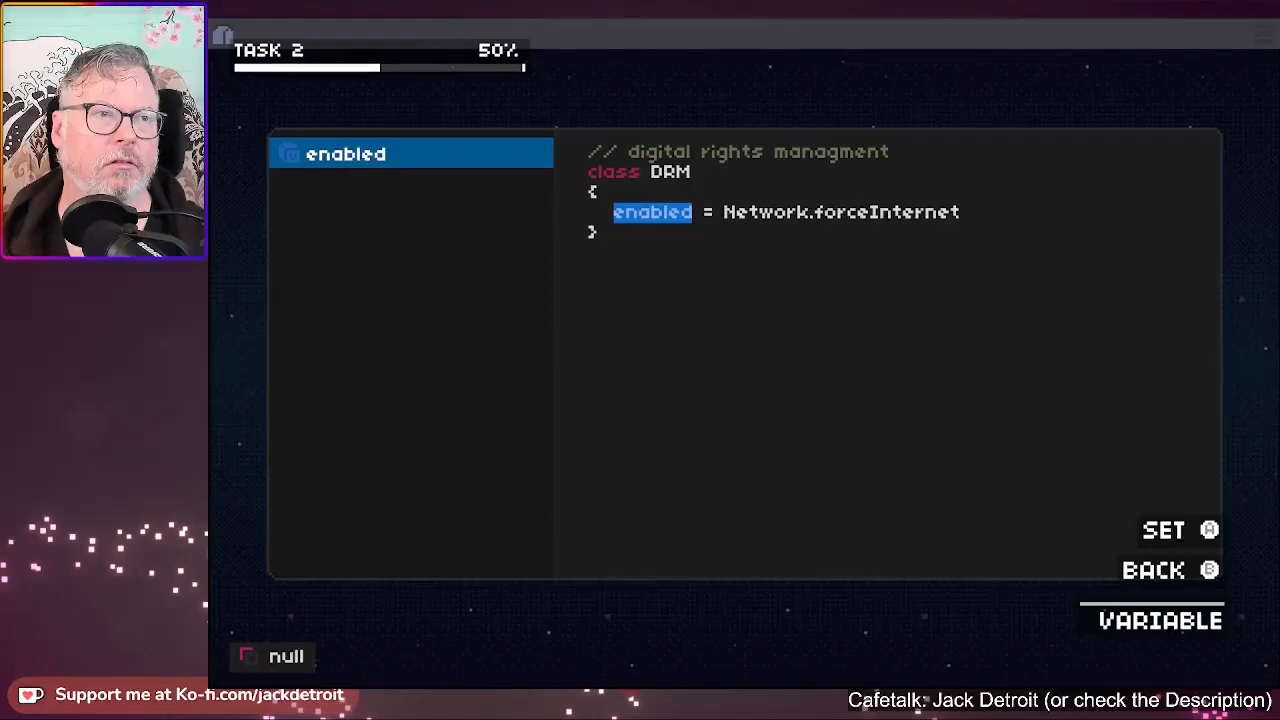 TASK 2 50%
enabled
// digital rights managment
class DRM
{
enabled = Network.forceInternet
}
SET A
BACK B
VARIABLE
null
Support me at Ko-fi.com/jackdetroit
Cafetalk: Jack Detroit (or check the Description)